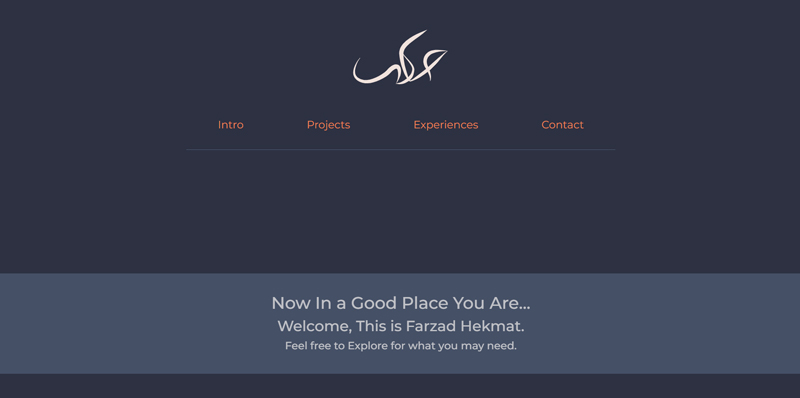 Intro
Projects
Experiences
Contact
Now In a Good Place You Are...
Welcome, This is Farzad Hekmat.
Feel free to Explore for what you may need.